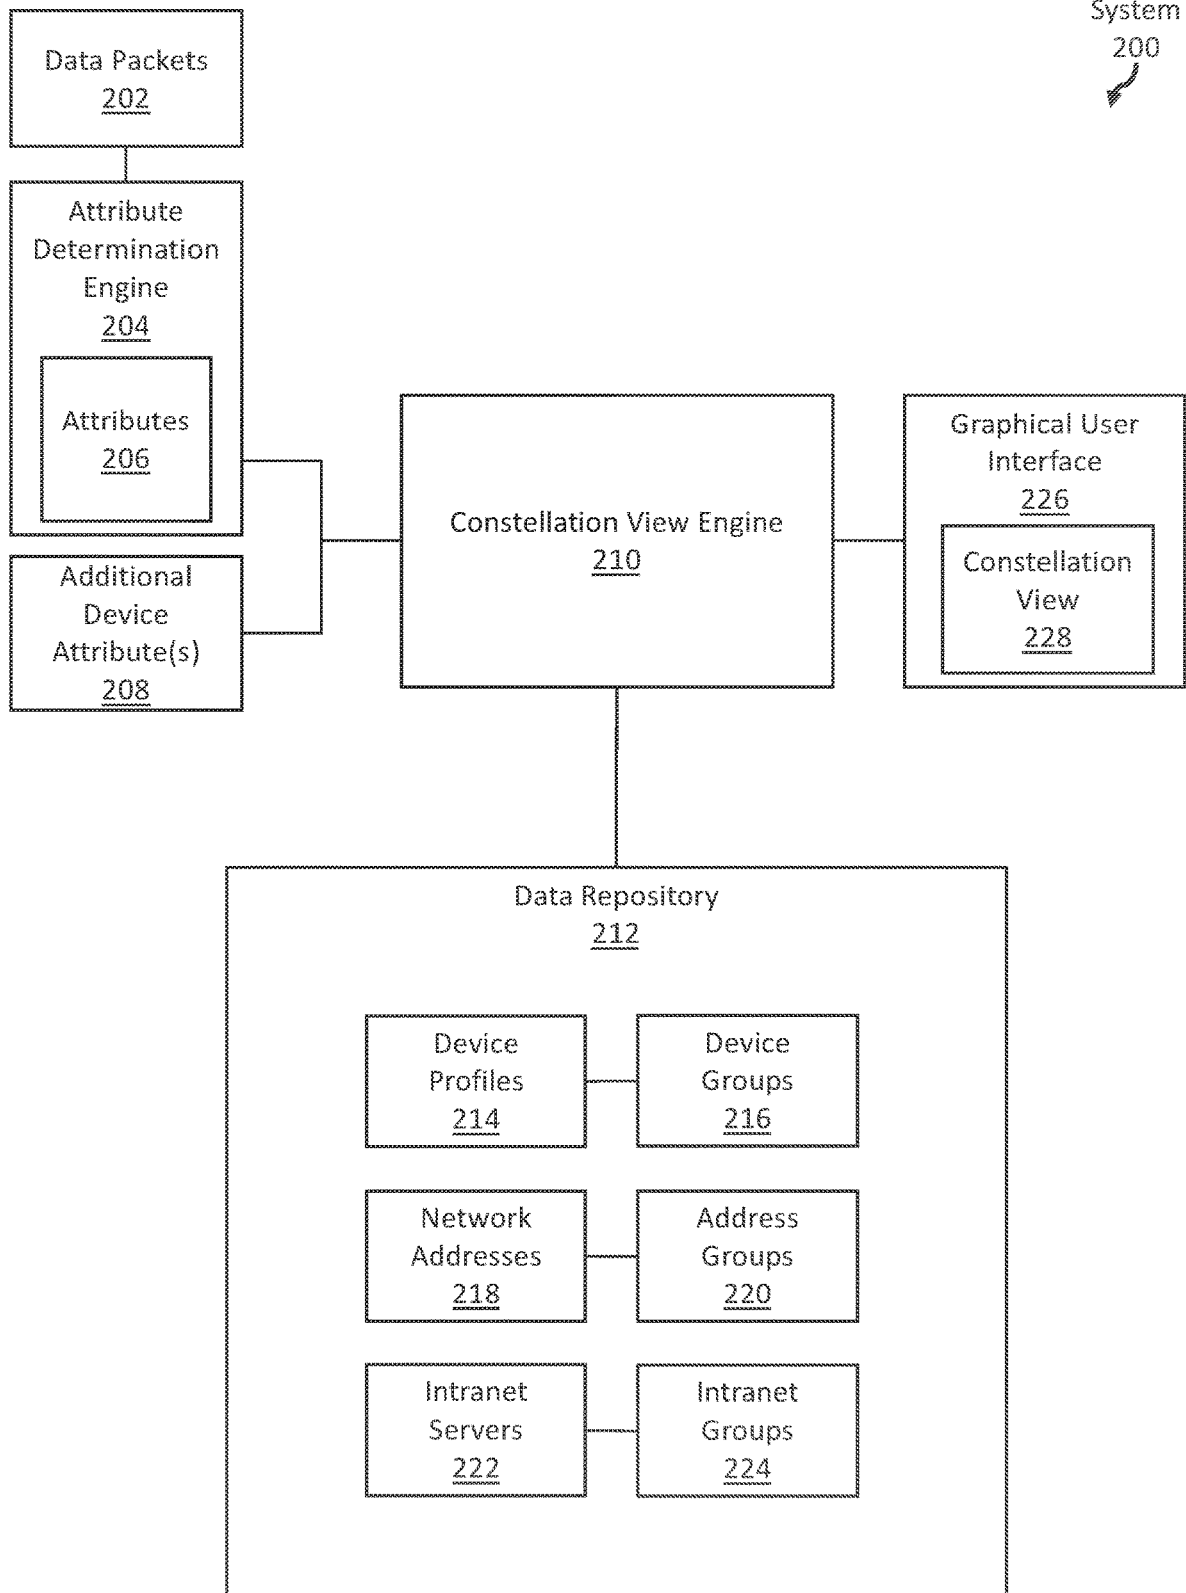 System
200
Data Packets
202
Attribute
Determination
Engine
204
Attributes
206
Additional
Device
Attribute(s)
208
Constellation View Engine
210
Graphical User
Interface
226
Constellation
View
228
Data Repository
212
Device
Profiles
214
Device
Groups
216
Network
Addresses
218
Address
Groups
220
Intranet
Servers
222
Intranet
Groups
224